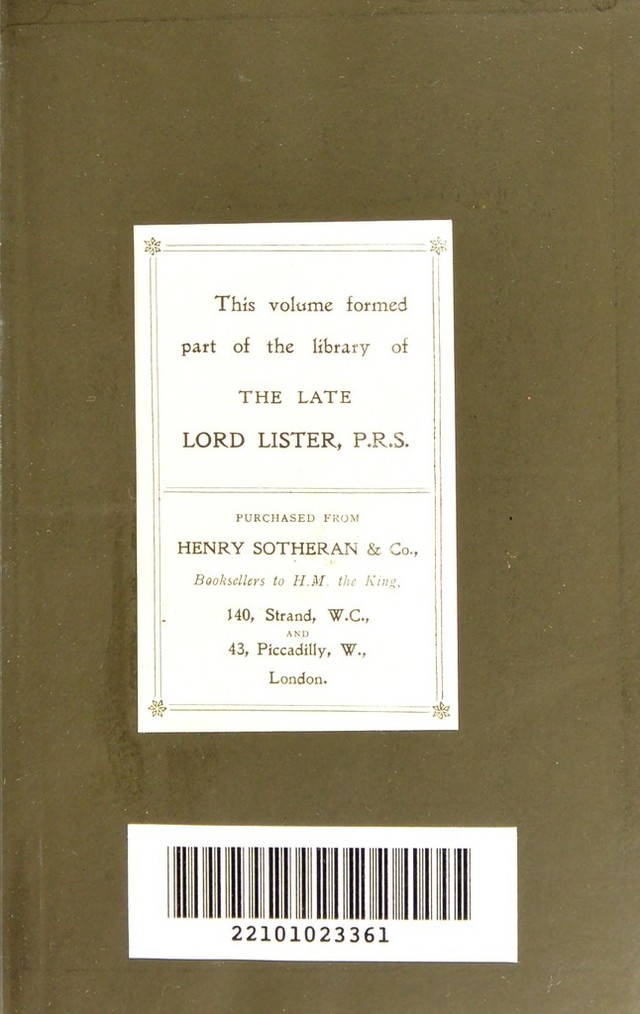 This volume formed
part of the library of
THE LATE
LORD LISTER, P.R.S.
PURCHASED FROM
HENRY SOTHERAN & Co.,
Booksellers to H.M. the King,
140, Strand, W.C.,
AND
43, Piccadilly, W.,
London.
22101023361